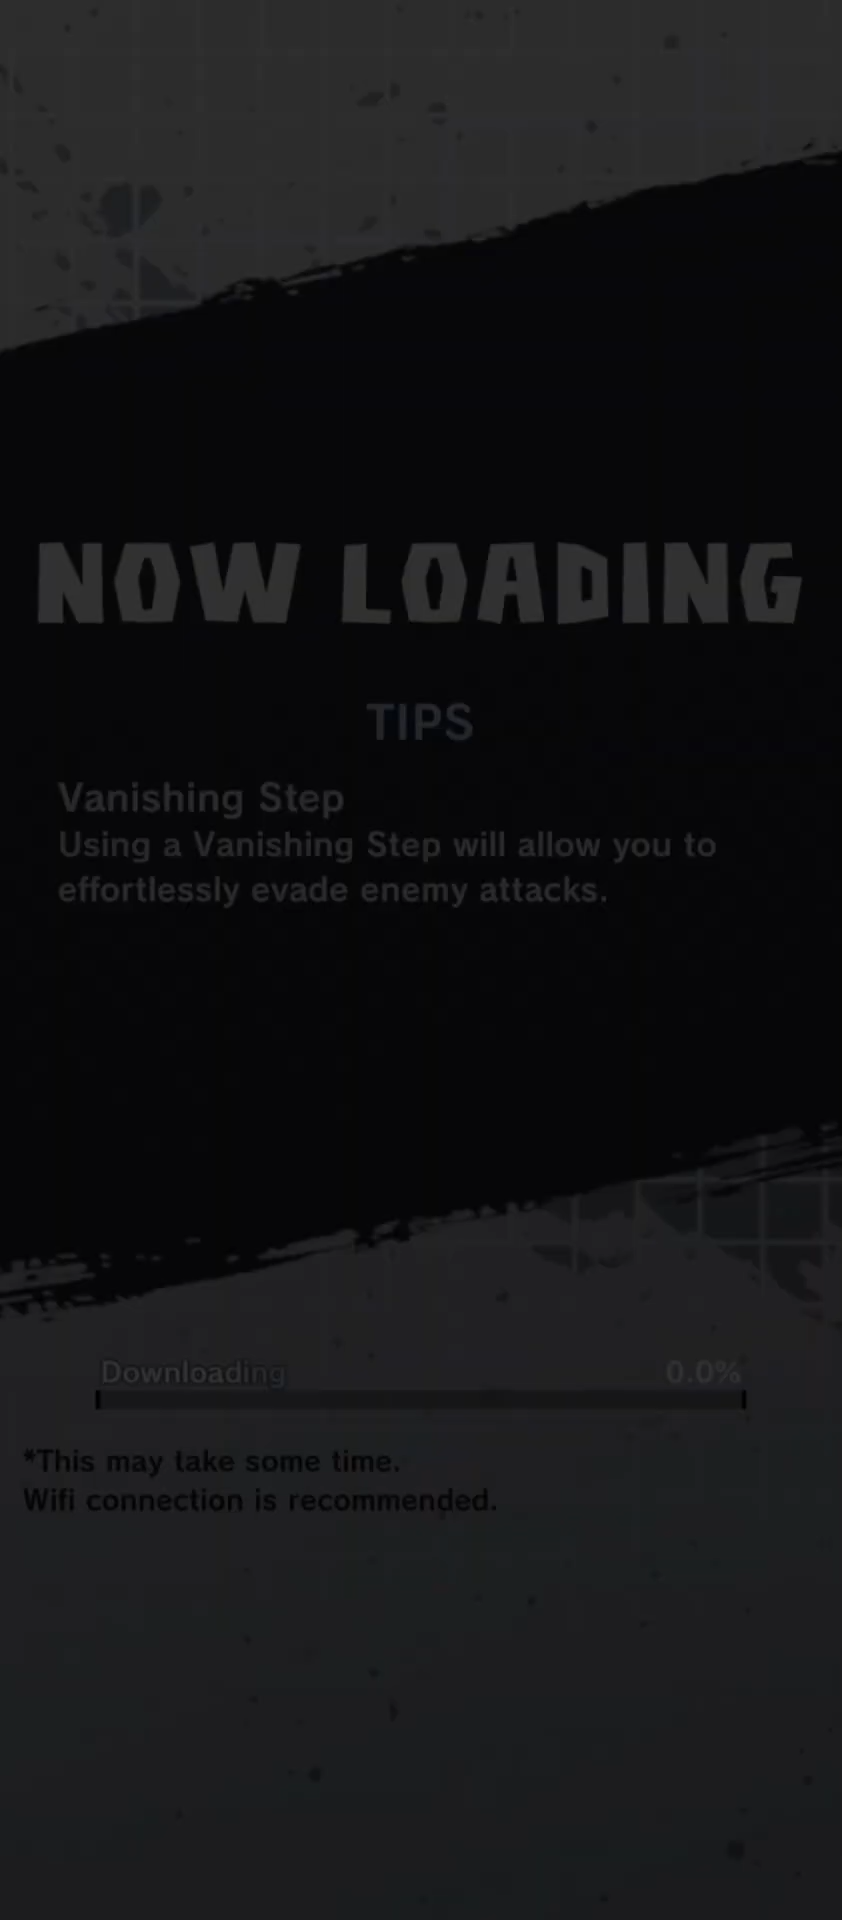 NOW LOADING
TIPS
Vanishing Step
Using a Vanishing Step will allow you to
effortlessly evade enemy attacks.
Downloading 0.0%
*This may take some time.
Wifi connection is recommended.